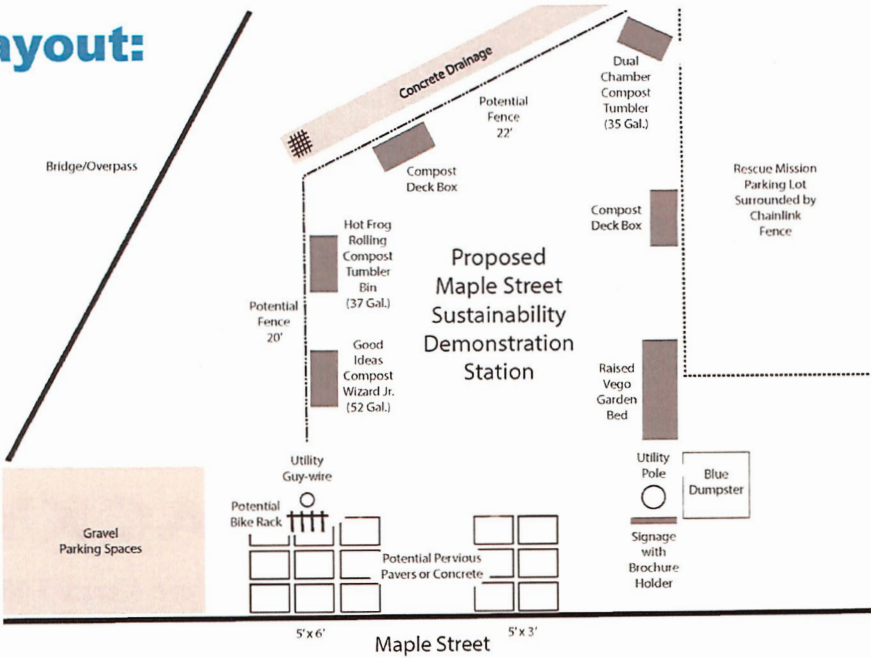 ayout:
Concrete Drainage
Potential
Fence
22'
Dual
Chamber
Compost
Tumbler
(35 Gal.)
Bridge/Overpass
Compost
Deck Box
Rescue Mission
Parking Lot
Surrounded by
Chainlink
Fence
Compost
Deck Box
Hot Frog
Rolling
Compost
Tumbler
Bin
(37 Gal.)
Proposed
Maple Street
Sustainability
Demonstration
Station
Potential
Fence
20'
Good
Ideas
Compost
Wizard Jr.
(52 Gal.)
Raised
Vego
Garden
Bed
Utility
Guy-wire
Utility
Pole
Blue
Dumpster
Potential
Bike Rack
Gravel
Parking Spaces
Potential Pervious
Pavers or Concrete
Signage
with
Brochure
Holder
5'x 6'
5'x 3'
Maple Street